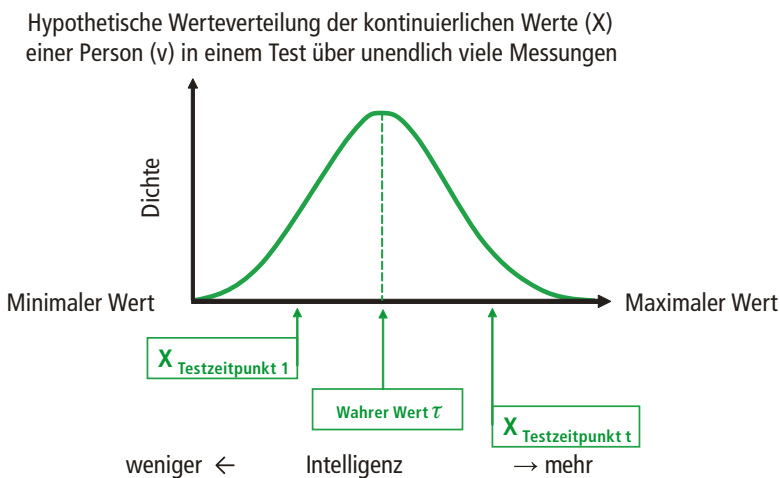 Hypothetische Werteverteilung der kontinuierlichen Werte (X)
einer Person (v) in einem Test über unendlich viele Messungen
Dichte
Minimaler Wert
Maximaler Wert
X Testzeitpunkt 1
Wahrer Wert τ
X Testzeitpunkt t
weniger ← Intelligenz → mehr